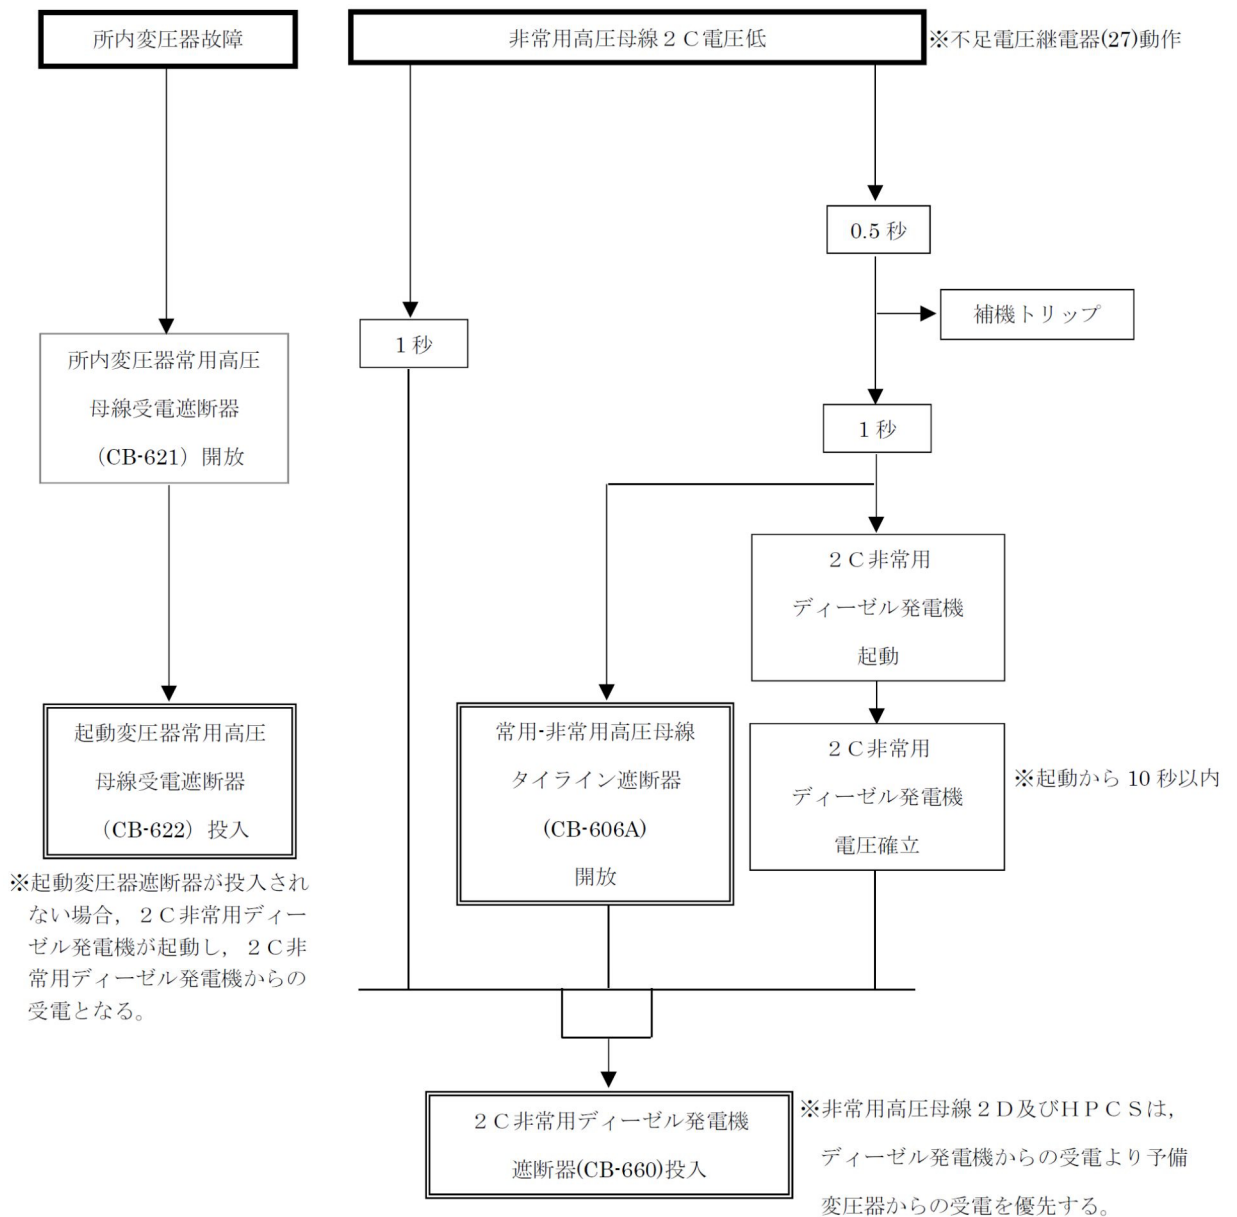 所内変圧器故障
非常用高圧母線2C電圧低
※不足電圧継電器(27)動作
0.5秒
補機トリップ
1秒
所内変圧器常用高圧
母線受電遮断器
(CB-621)開放
1秒
2C非常用
ディーゼル発電機
起動
起動変圧器常用高圧
母線受電遮断器
(CB-622)投入
※起動変圧器遮断器が投入され
ない場合,2C非常用ディー
ゼル発電機が起動し,2C非
常用ディーゼル発電機からの
受電となる。
常用-非常用高圧母線
タイライン遮断器
(CB-606A)
開放
2C非常用
ディーゼル発電機
電圧確立
※起動から10秒以内
2C非常用ディーゼル発電機
遮断器(CB-660)投入
※非常用高圧母線2D及びHPCSは,
ディーゼル発電機からの受電より予備
変圧器からの受電を優先する。